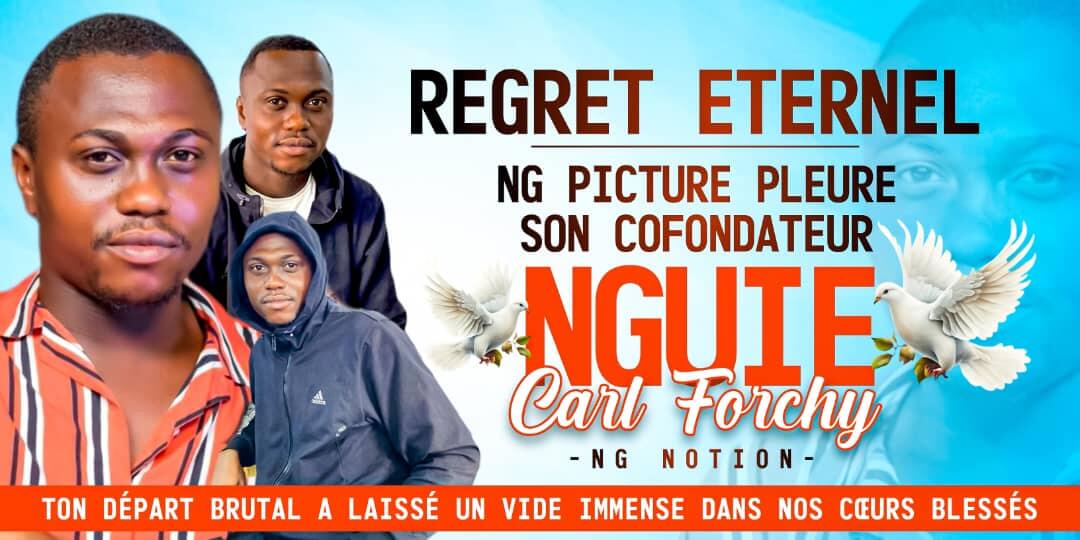 REGRET ETERNEL
NG PICTURE PLEURE
SON COFONDATEUR
NGUIE
Carl Forchy
-NG NOTION-
adidas
TON DÉPART BRUTAL A LAISSÉ UN VIDE IMMENSE DANS NOS CŒURS BLESSÉS